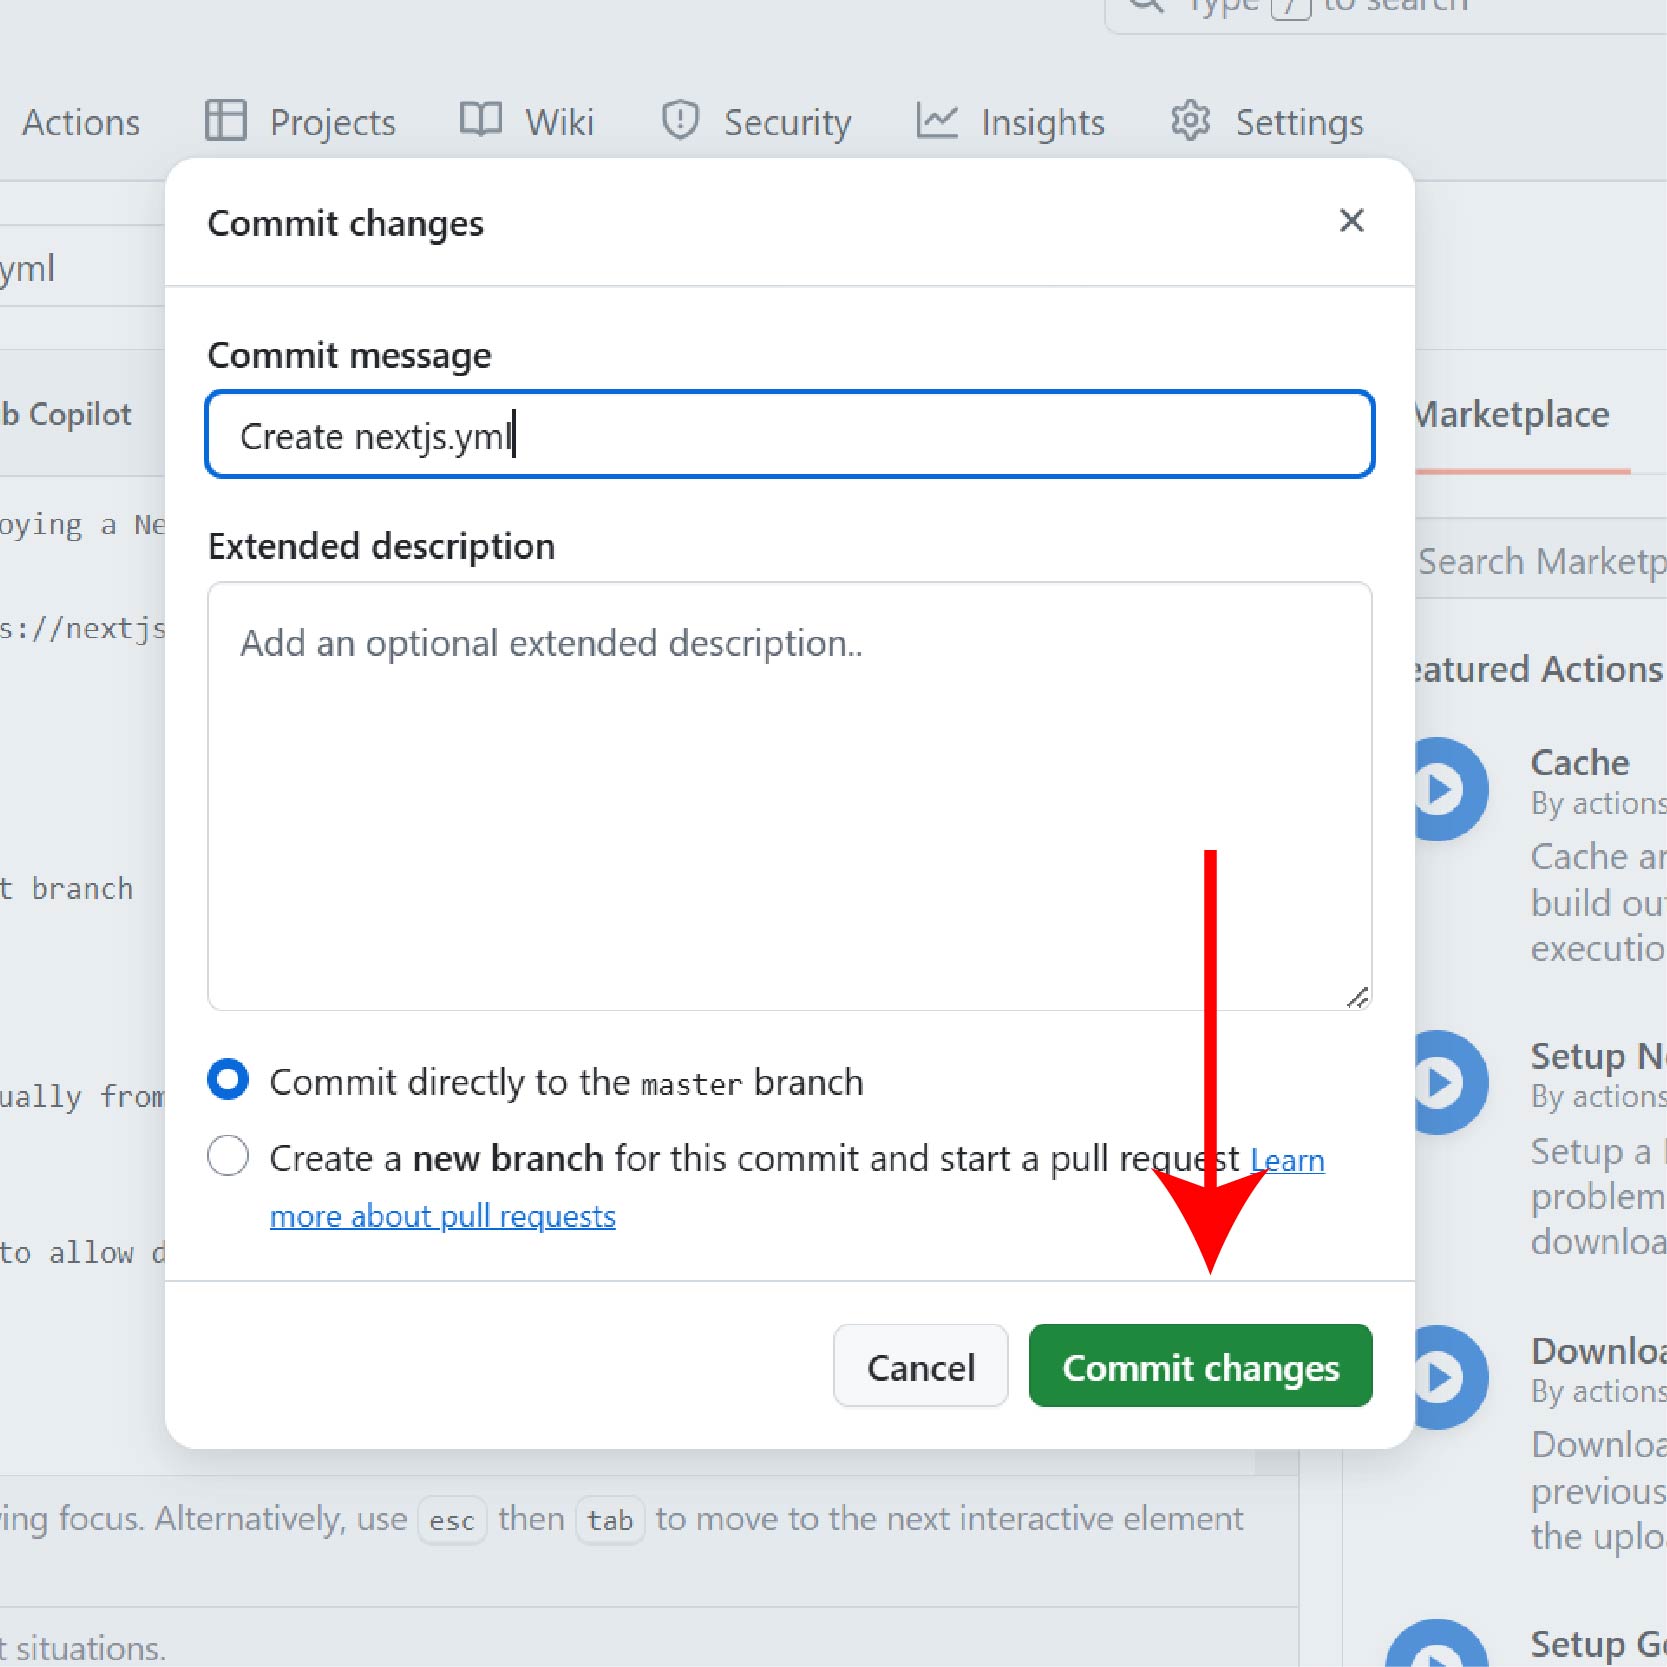 Type / to search
Actions Projects Wiki Security Insights Settings
Commit changes
yml
Commit message
Create nextjs.yml
b Copilot
Marketplace
oying a Ne
Extended description
Search Marketp
Add an optional extended description..
s://nextjs
eatured Actions
Cache
By actions
Cache ar
build out
executio
t branch
Setup N
By actions
Commit directly to the master branch
ually from
Create a new branch for this commit and start a pull request Learn
more about pull requests
Setup a
problem
downloa
to allow d
Cancel
Commit changes
Downloa
By actions
Downloa
previous
the uplo
ing focus. Alternatively, use esc then tab to move to the next interactive element
t situations.
Setup Go